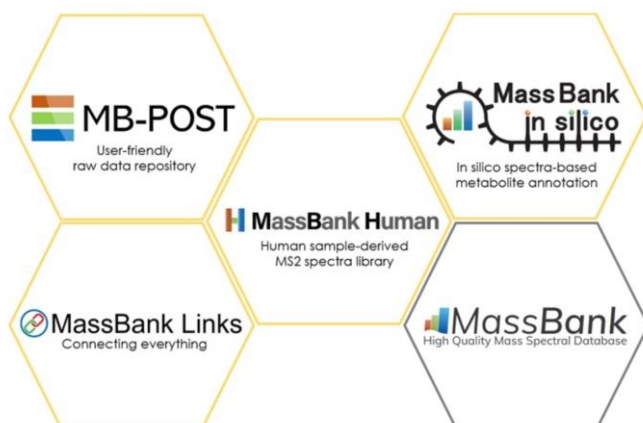 MB-POST
User-friendly
raw data repository
Mass Bank
in silico
In silico spectra-based
metabolite annotation
MassBank Human
Human sample-derived
MS2 spectra library
MassBank Links
Connecting everything
MassBank
High Quality Mass Spectral Database